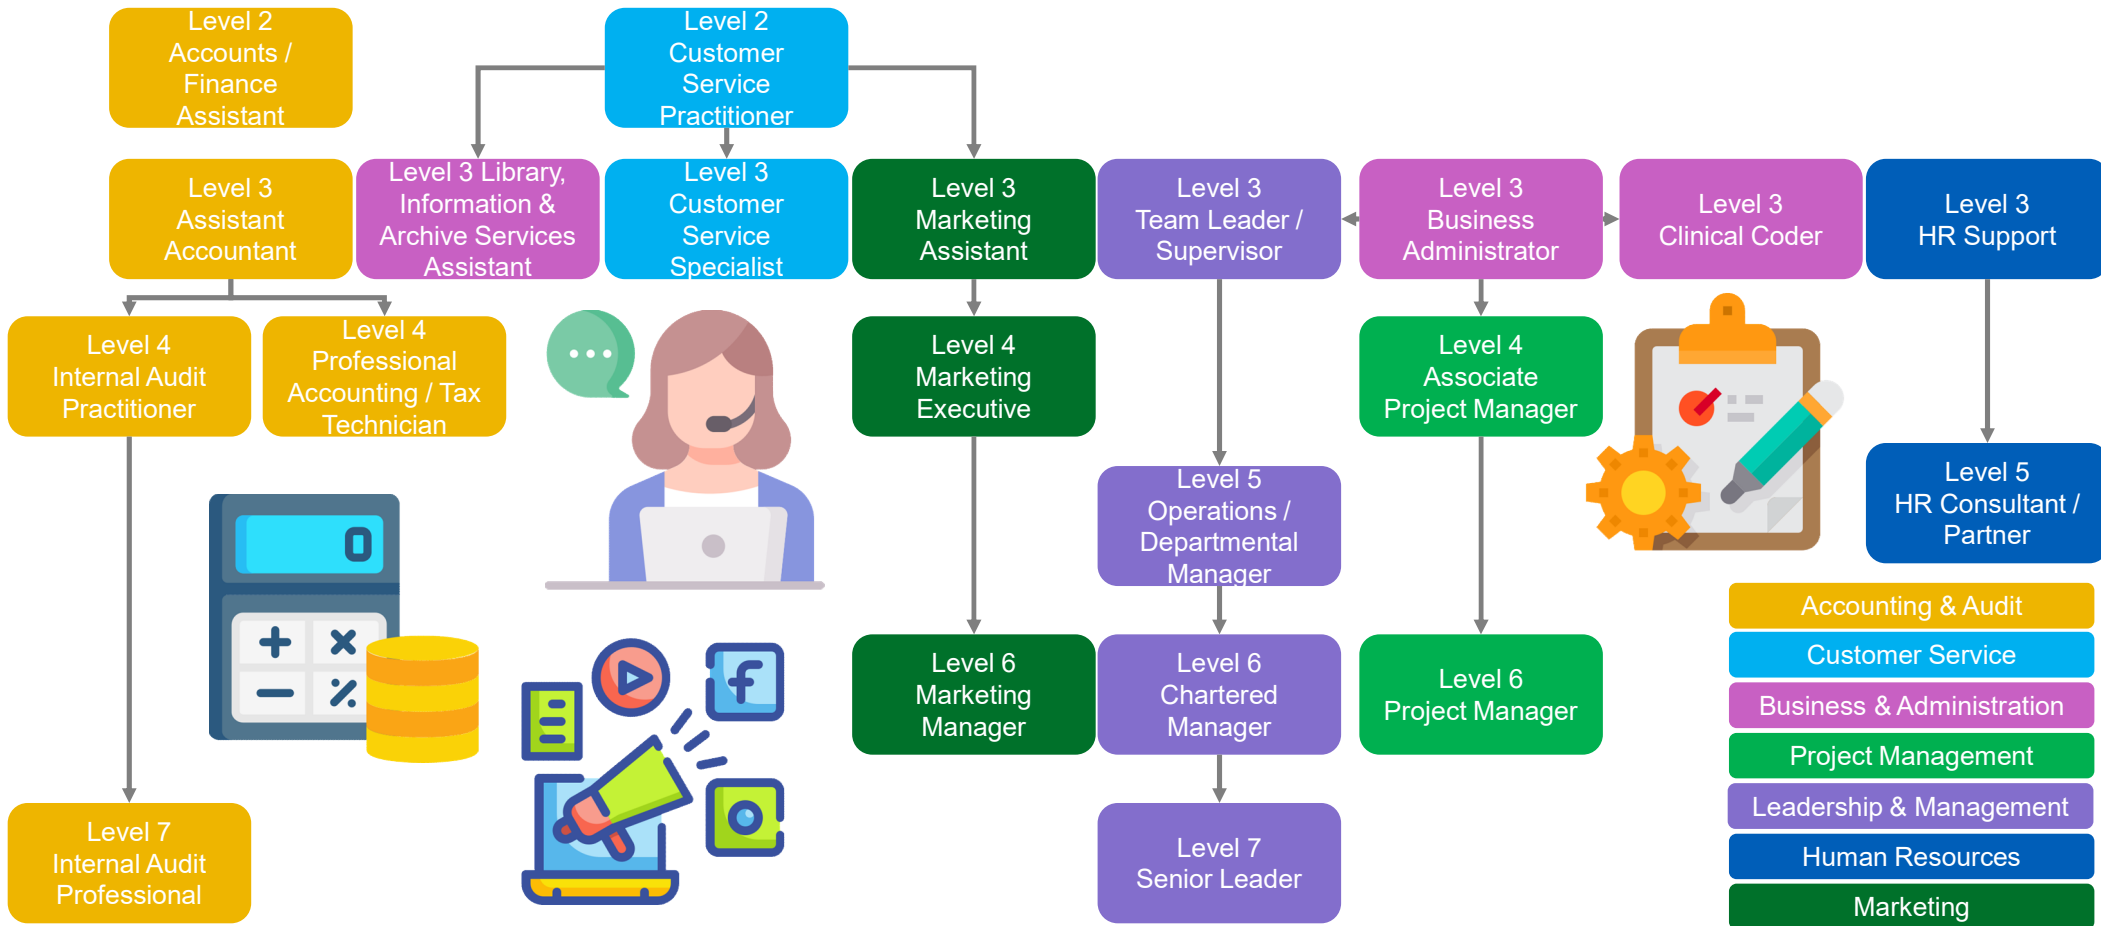 Level 2
Accounts /
Finance
Assistant
Level 2
Customer
Service
Practitioner
Level 3
Assistant
Accountant
Level 3 Library,
Information &
Archive Services
Assistant
Level 3
Customer
Service
Specialist
Level 3
Marketing
Assistant
Level 3
Team Leader /
Supervisor
Level 3
Business
Administrator
Level 3
Clinical Coder
Level 3
HR Support
Level 4
Internal Audit
Practitioner
Level 4
Professional
Accounting / Tax
Technician
Level 4
Marketing
Executive
Level 4
Associate
Project Manager
Level 5
Operations /
Departmental
Manager
Level 5
HR Consultant /
Partner
0
Level 6
Marketing
Manager
Level 6
Chartered
Manager
Level 6
Project Manager
Level 7
Internal Audit
Professional
Level 7
Senior Leader
Accounting & Audit
Customer Service
Business & Administration
Project Management
Leadership & Management
Human Resources
Marketing